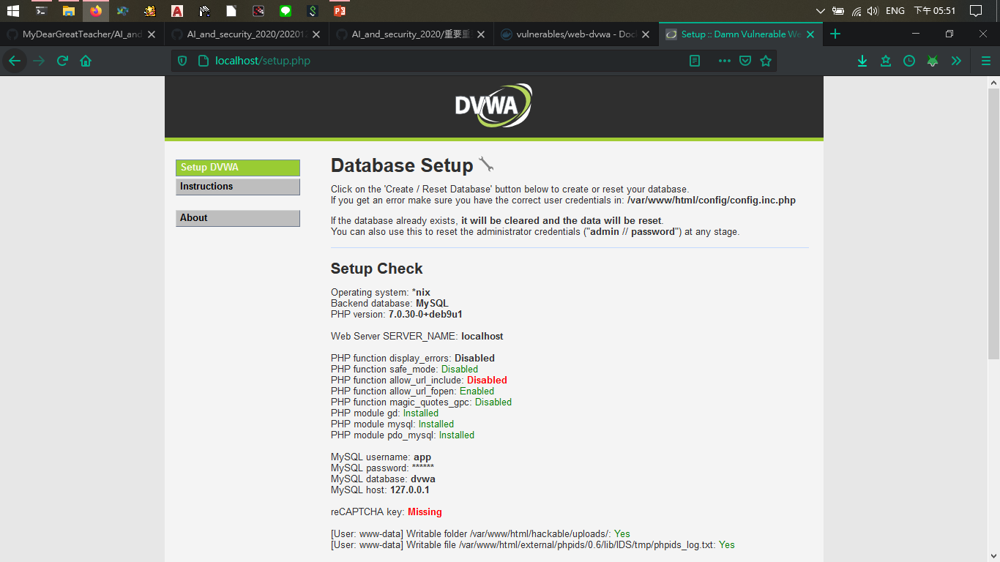 ENG 下午 05:51
MyDearGreatTeacher/AI_and
AI_and_security_2020/202012
AI_and_security_2020/重要重
vulnerables/web-dvwa - Doc
Setup :: Damn Vulnerable We
localhost/setup.php
DVWA
Setup DVWA
Instructions
About
Database Setup
Click on the 'Create / Reset Database' button below to create or reset your database.
If you get an error make sure you have the correct user credentials in: /var/www/html/config/config.inc.php
If the database already exists, it will be cleared and the data will be reset.
You can also use this to reset the administrator credentials ("admin // password") at any stage.
Setup Check
Operating system: *nix
Backend database: MySQL
PHP version: 7.0.30-0+deb9u1
Web Server SERVER_NAME: localhost
PHP function display_errors: Disabled
PHP function safe_mode: Disabled
PHP function allow_url_include: Disabled
PHP function allow_url_fopen: Enabled
PHP function magic_quotes_gpc: Disabled
PHP module gd: Installed
PHP module mysql: Installed
PHP module pdo_mysql: Installed
MySQL username: app
MySQL password: ******
MySQL database: dvwa
MySQL host: 127.0.0.1
reCAPTCHA key: Missing
[User: www-data] Writable folder /var/www/html/hackable/uploads/: Yes
[User: www-data] Writable file /var/www/html/external/phpids/0.6/lib/IDS/tmp/phpids_log.txt: Yes